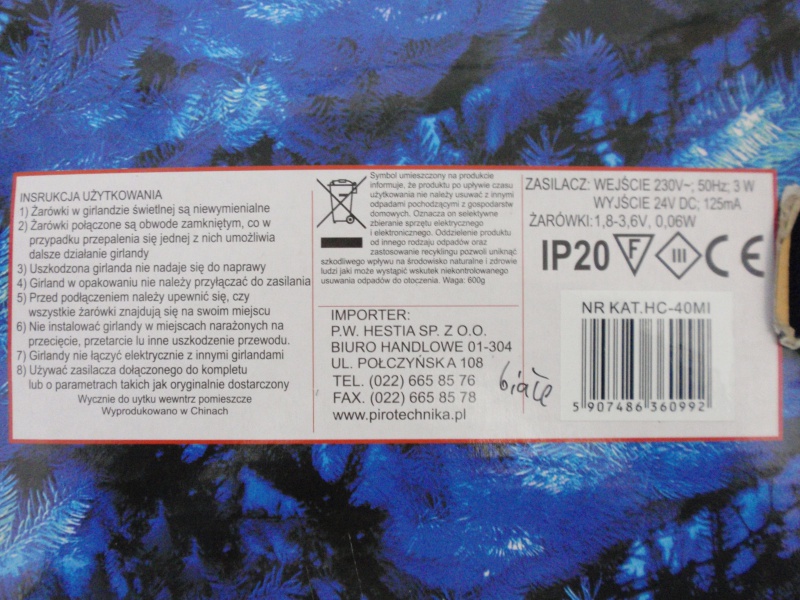 INSRUKCJA UŻYTKOWANIA
1) Żarówki w girlandzie świetlnej są niewymienialne
2) Żarówki połączone są obwode zamkniętym, co w
przypadku przepalenia się jednej z nich umożliwia
dalsze działanie girlandy
3) Uszkodzona girlanda nie nadaje się do naprawy
4) Girland w opakowaniu nie należy przyłączać do zasilania
5) Przed podłączeniem należy upewnić się, czy
wszystkie żarówki znajdują się na swoim miejscu
6) Nie instalować girlandy w miejscach narażonych na
przecięcie, przetarcie lu inne uszkodzenie przewodu.
7) Girlandy nie łączyć elektrycznie z innymi girlandami
8) Używać zasilacza dołączonego do kompletu
lub o parametrach takich jak oryginalnie dostarczony
Wycznie do uytku wewntrz pomieszcze
Wyprodukowano w Chinach
Symbol umieszczony na produkcie
informuje, że produktu po upływie czasu
użytkowania nie należy usuwać z innymi
odpadami pochodzącymi z gospodarstw
domowych. Oznacza on selektywne
zbieranie sprzętu elektrycznego
i elektronicznego. Oddzielenie produktu
od innego rodzaju odpadów oraz
zastosowanie recyklingu pozwoli uniknąć
szkodliwego wpływu na środowisko naturalne i zdrowie
ludzi jaki może wystąpić wskutek niekontrolowanego
usuwania odpadów do otoczenia. Waga: 600g
IMPORTER:
P.W. HESTIA SP. Z O.O.
BIURO HANDLOWE 01-304
UL. POŁCZYŃSKA 108
TEL. (022) 665 85 76
FAX. (022) 665 85 78
www.pirotechnika.pl
białe
ZASILACZ: WEJŚCIE 230V~; 50Hz; 3 W
WYJŚCIE 24V DC; 125mA
ŻARÓWKI:1,8-3,6V, 0,06W
IP20 F III CE
NR KAT.HC-40MI
5 907486 360992